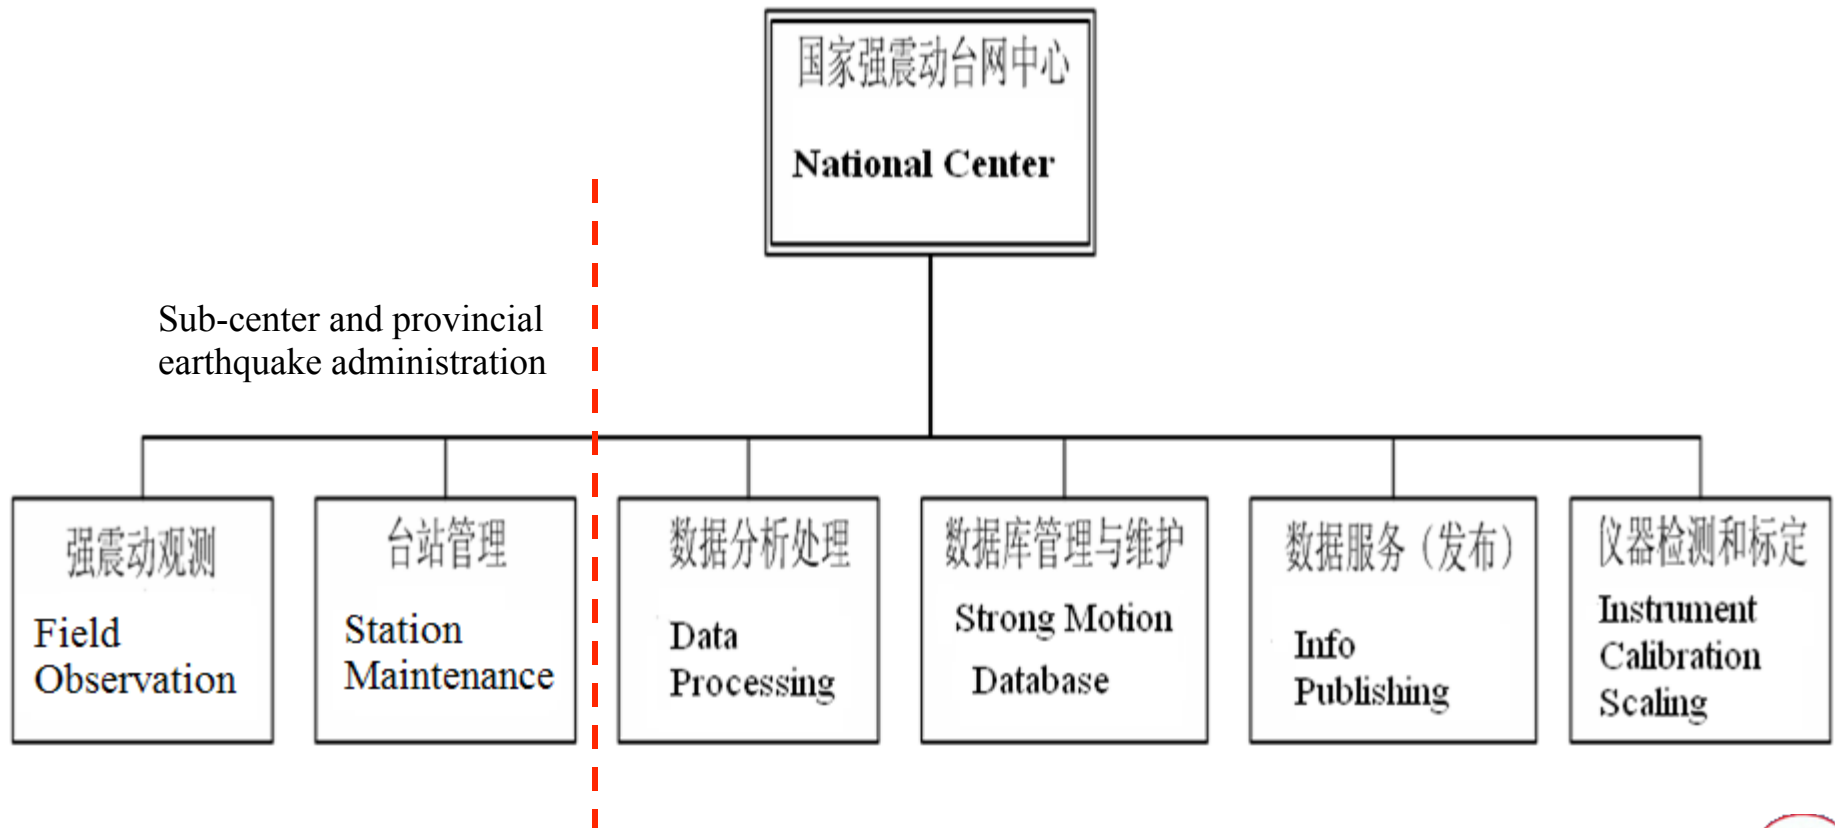 国家强震动台网中心
National Center
Sub-center and provincial
earthquake administration
强震动观测
Field
Observation
台站管理
Station
Maintenance
数据分析处理
Data
Processing
数据库管理与维护
Strong Motion
Database
数据服务（发布）
Info
Publishing
仪器检测和标定
Instrument
Calibration
Scaling